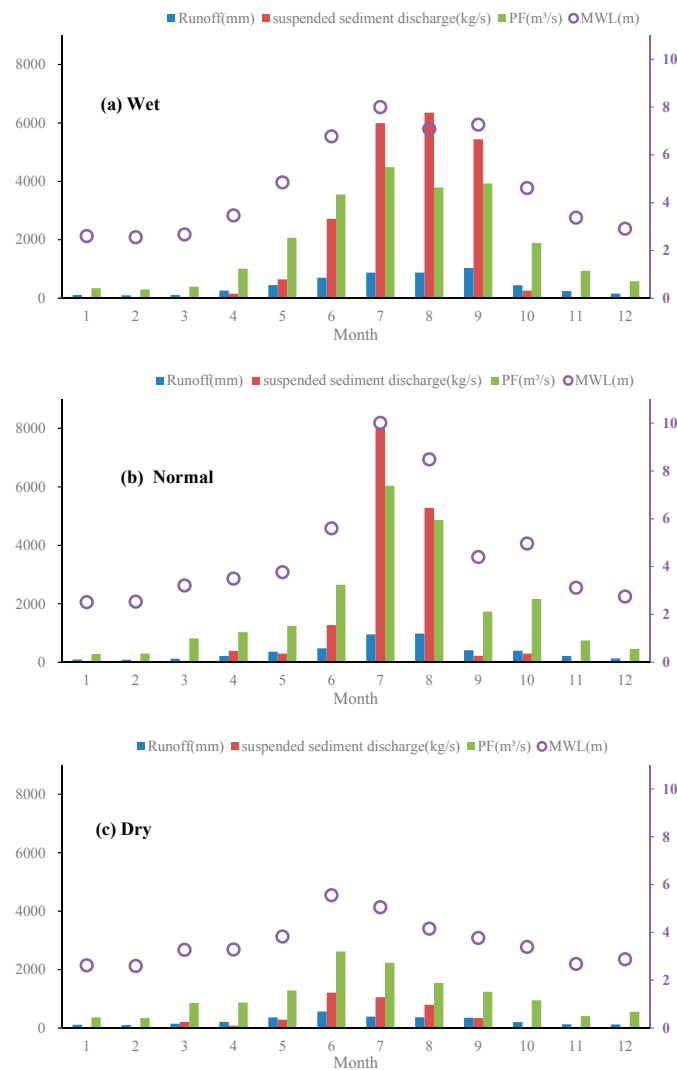 Runoff(mm) suspended sediment discharge(kg/s) PF(m³/s) MWL(m)
8000 10
(a) Wet
8
6000
6
4000
4
2000
2
0 0
1 2 3 4 5 6 7 8 9 10 11 12
Month
Runoff(mm) suspended sediment discharge(kg/s) PF(m³/s) MWL(m)
8000 10
(b) Normal
8
6000
6
4000
4
2000
2
0 0
1 2 3 4 5 6 7 8 9 10 11 12
Month
Runoff(mm) suspended sediment discharge(kg/s) PF(m³/s) MWL(m)
8000 10
(c) Dry
8
6000
6
4000
4
2000
2
0 0
1 2 3 4 5 6 7 8 9 10 11 12
Month